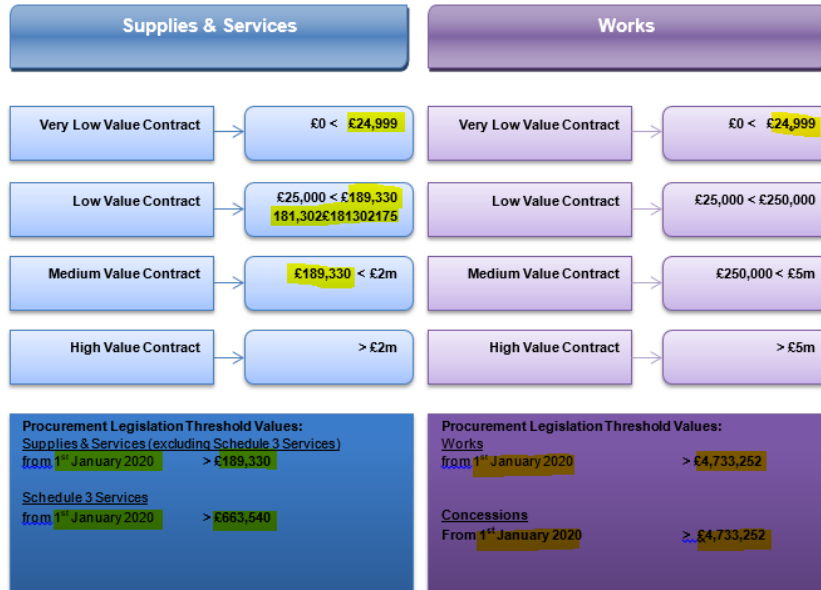 Supplies & Services
Very Low Value Contract
£0 < £24,999
Low Value Contract
£25,000 < £189,330
181,302£181302175
Medium Value Contract
£189,330 < £2m
High Value Contract
> £2m
Procurement Legislation Threshold Values:
Supplies & Services (excluding Schedule 3 Services)
from 1st January 2020 > £189,330
Schedule 3 Services
from 1st January 2020 > £663,540
Works
Very Low Value Contract
£0 < £24,999
Low Value Contract
£25,000 < £250,000
Medium Value Contract
£250,000 < £5m
High Value Contract
> £5m
Procurement Legislation Threshold Values:
Works
from 1st January 2020 > £4,733,252
Concessions
From 1st January 2020 > £4,733,252